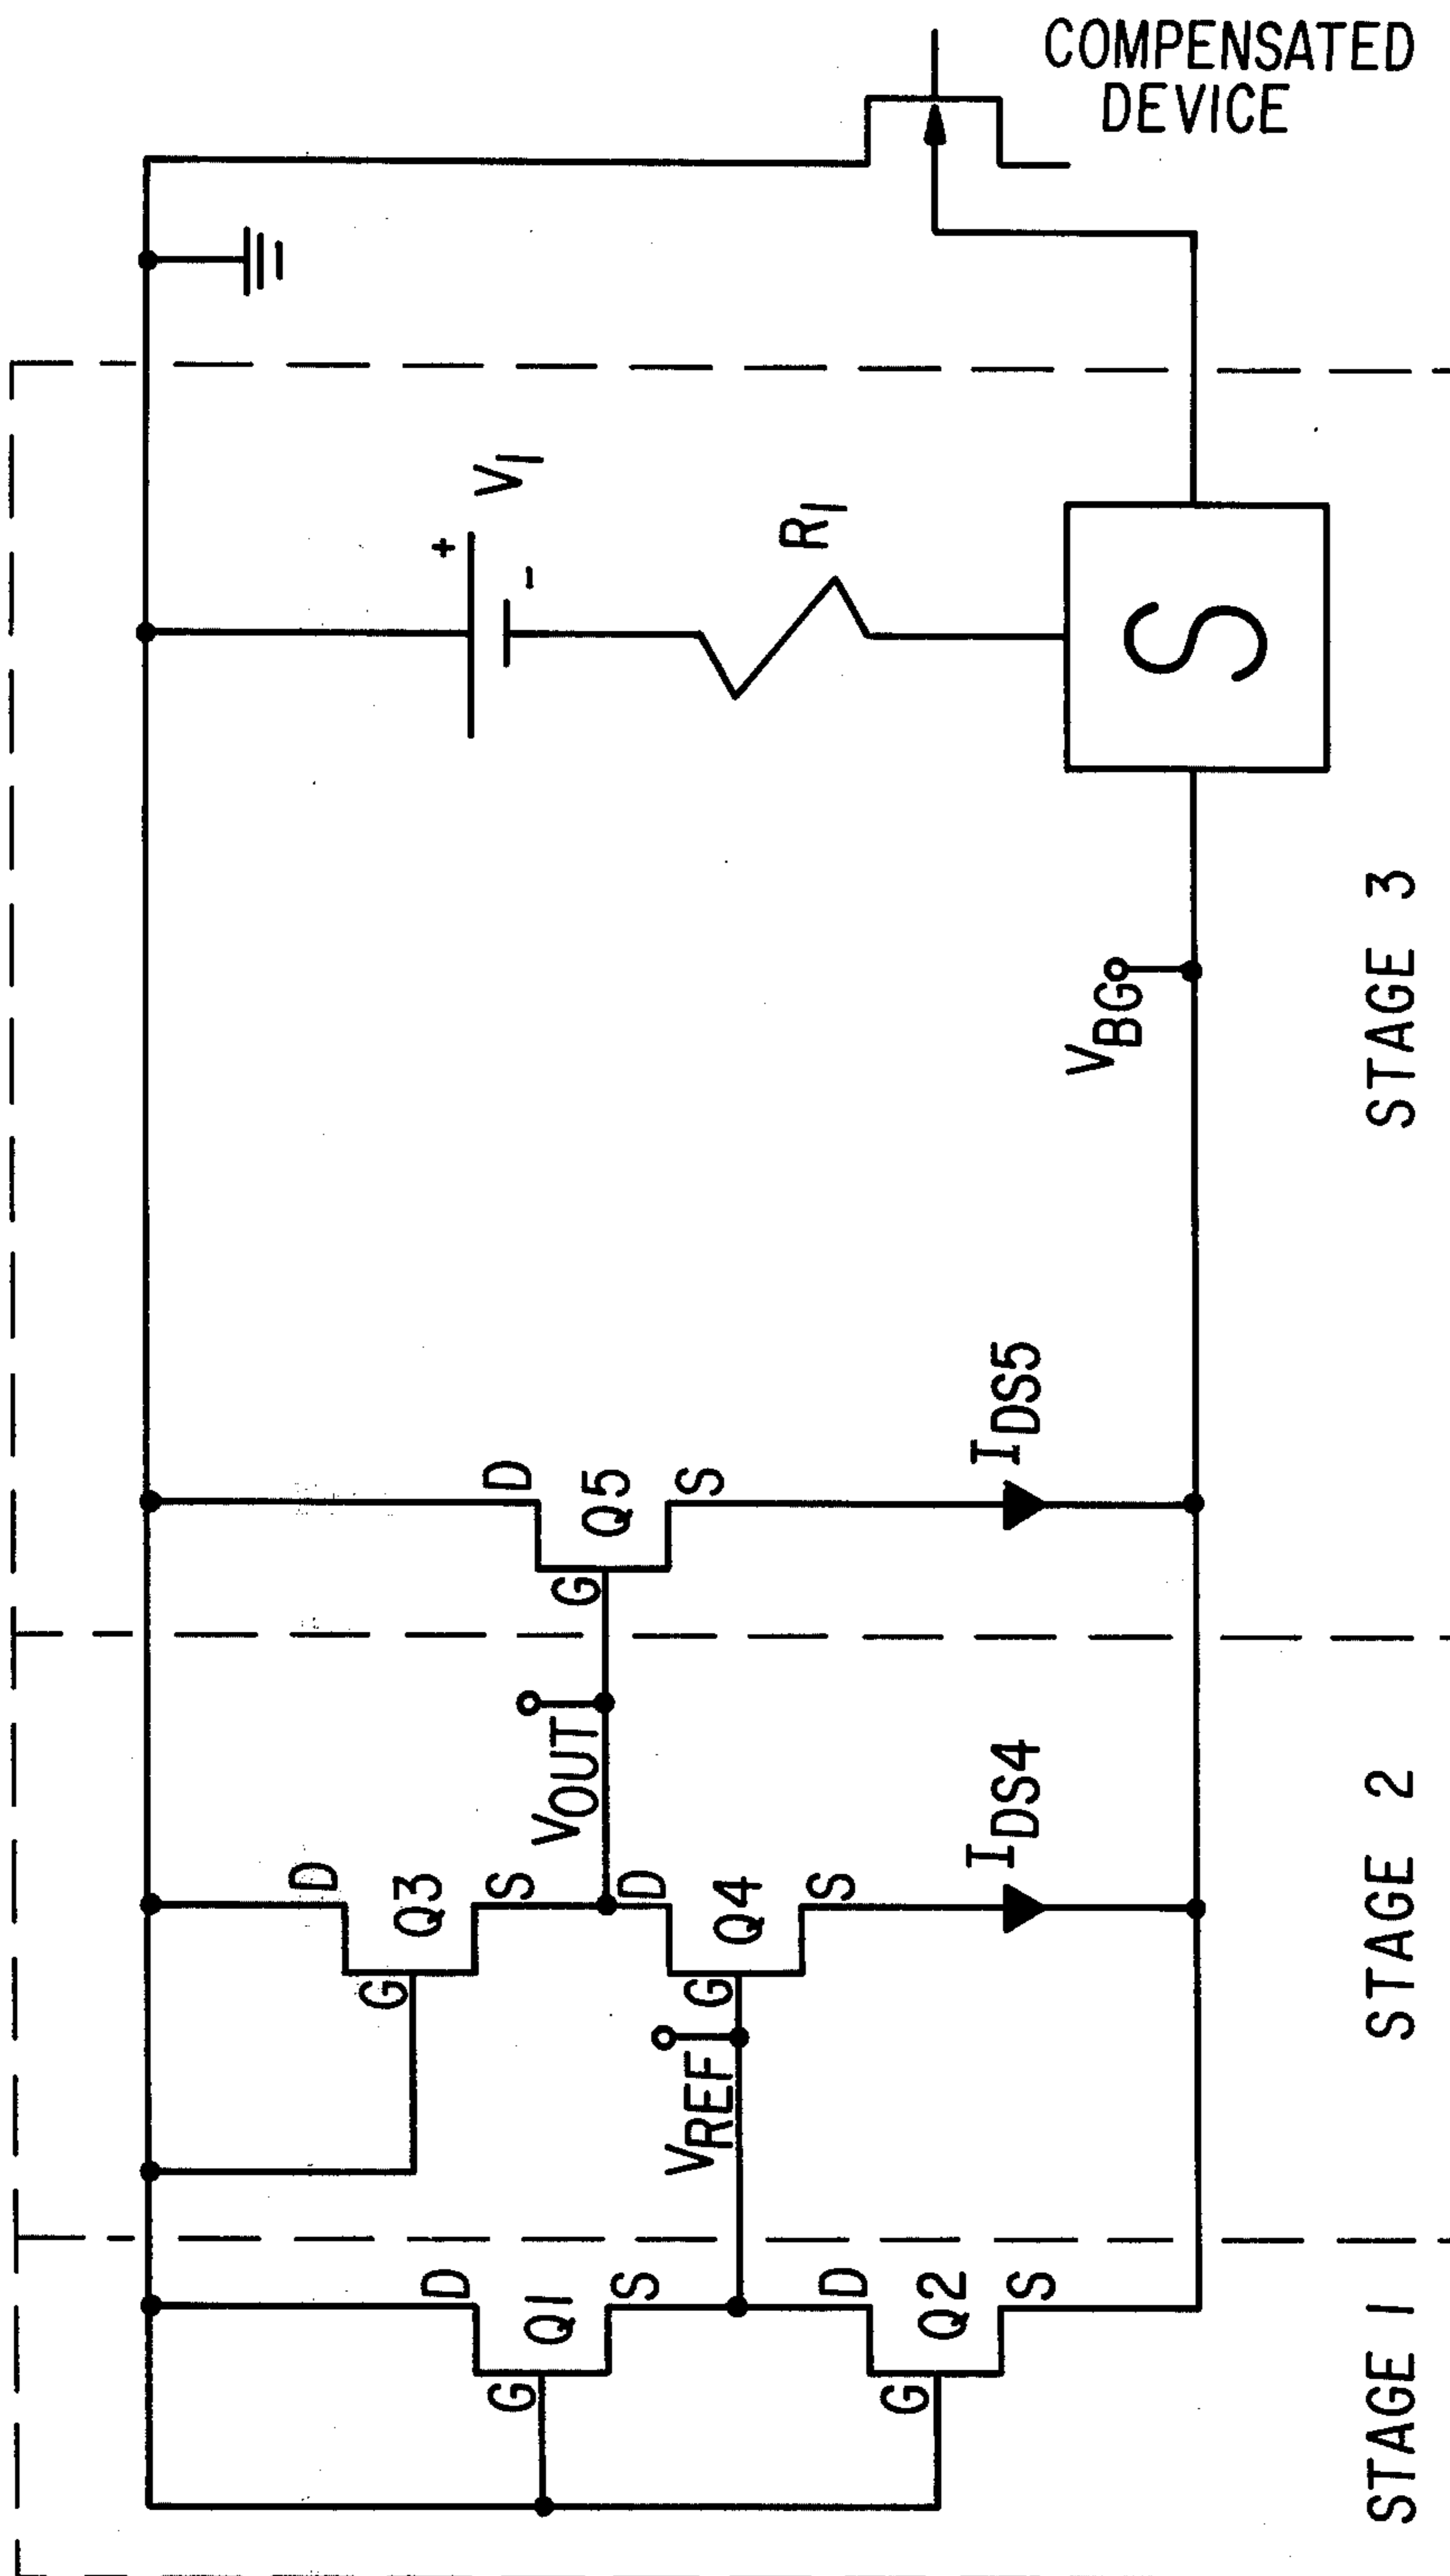 COMPENSATED
DEVICE
+
V1
-
R1
S
VBG
STAGE 3
D
Q5
G
S
IDS5
VOUT
D
Q3
G
S
D
Q4
G
S
IDS4
VREF
STAGE 2
D
Q1
G
S
D
Q2
G
S
STAGE 1